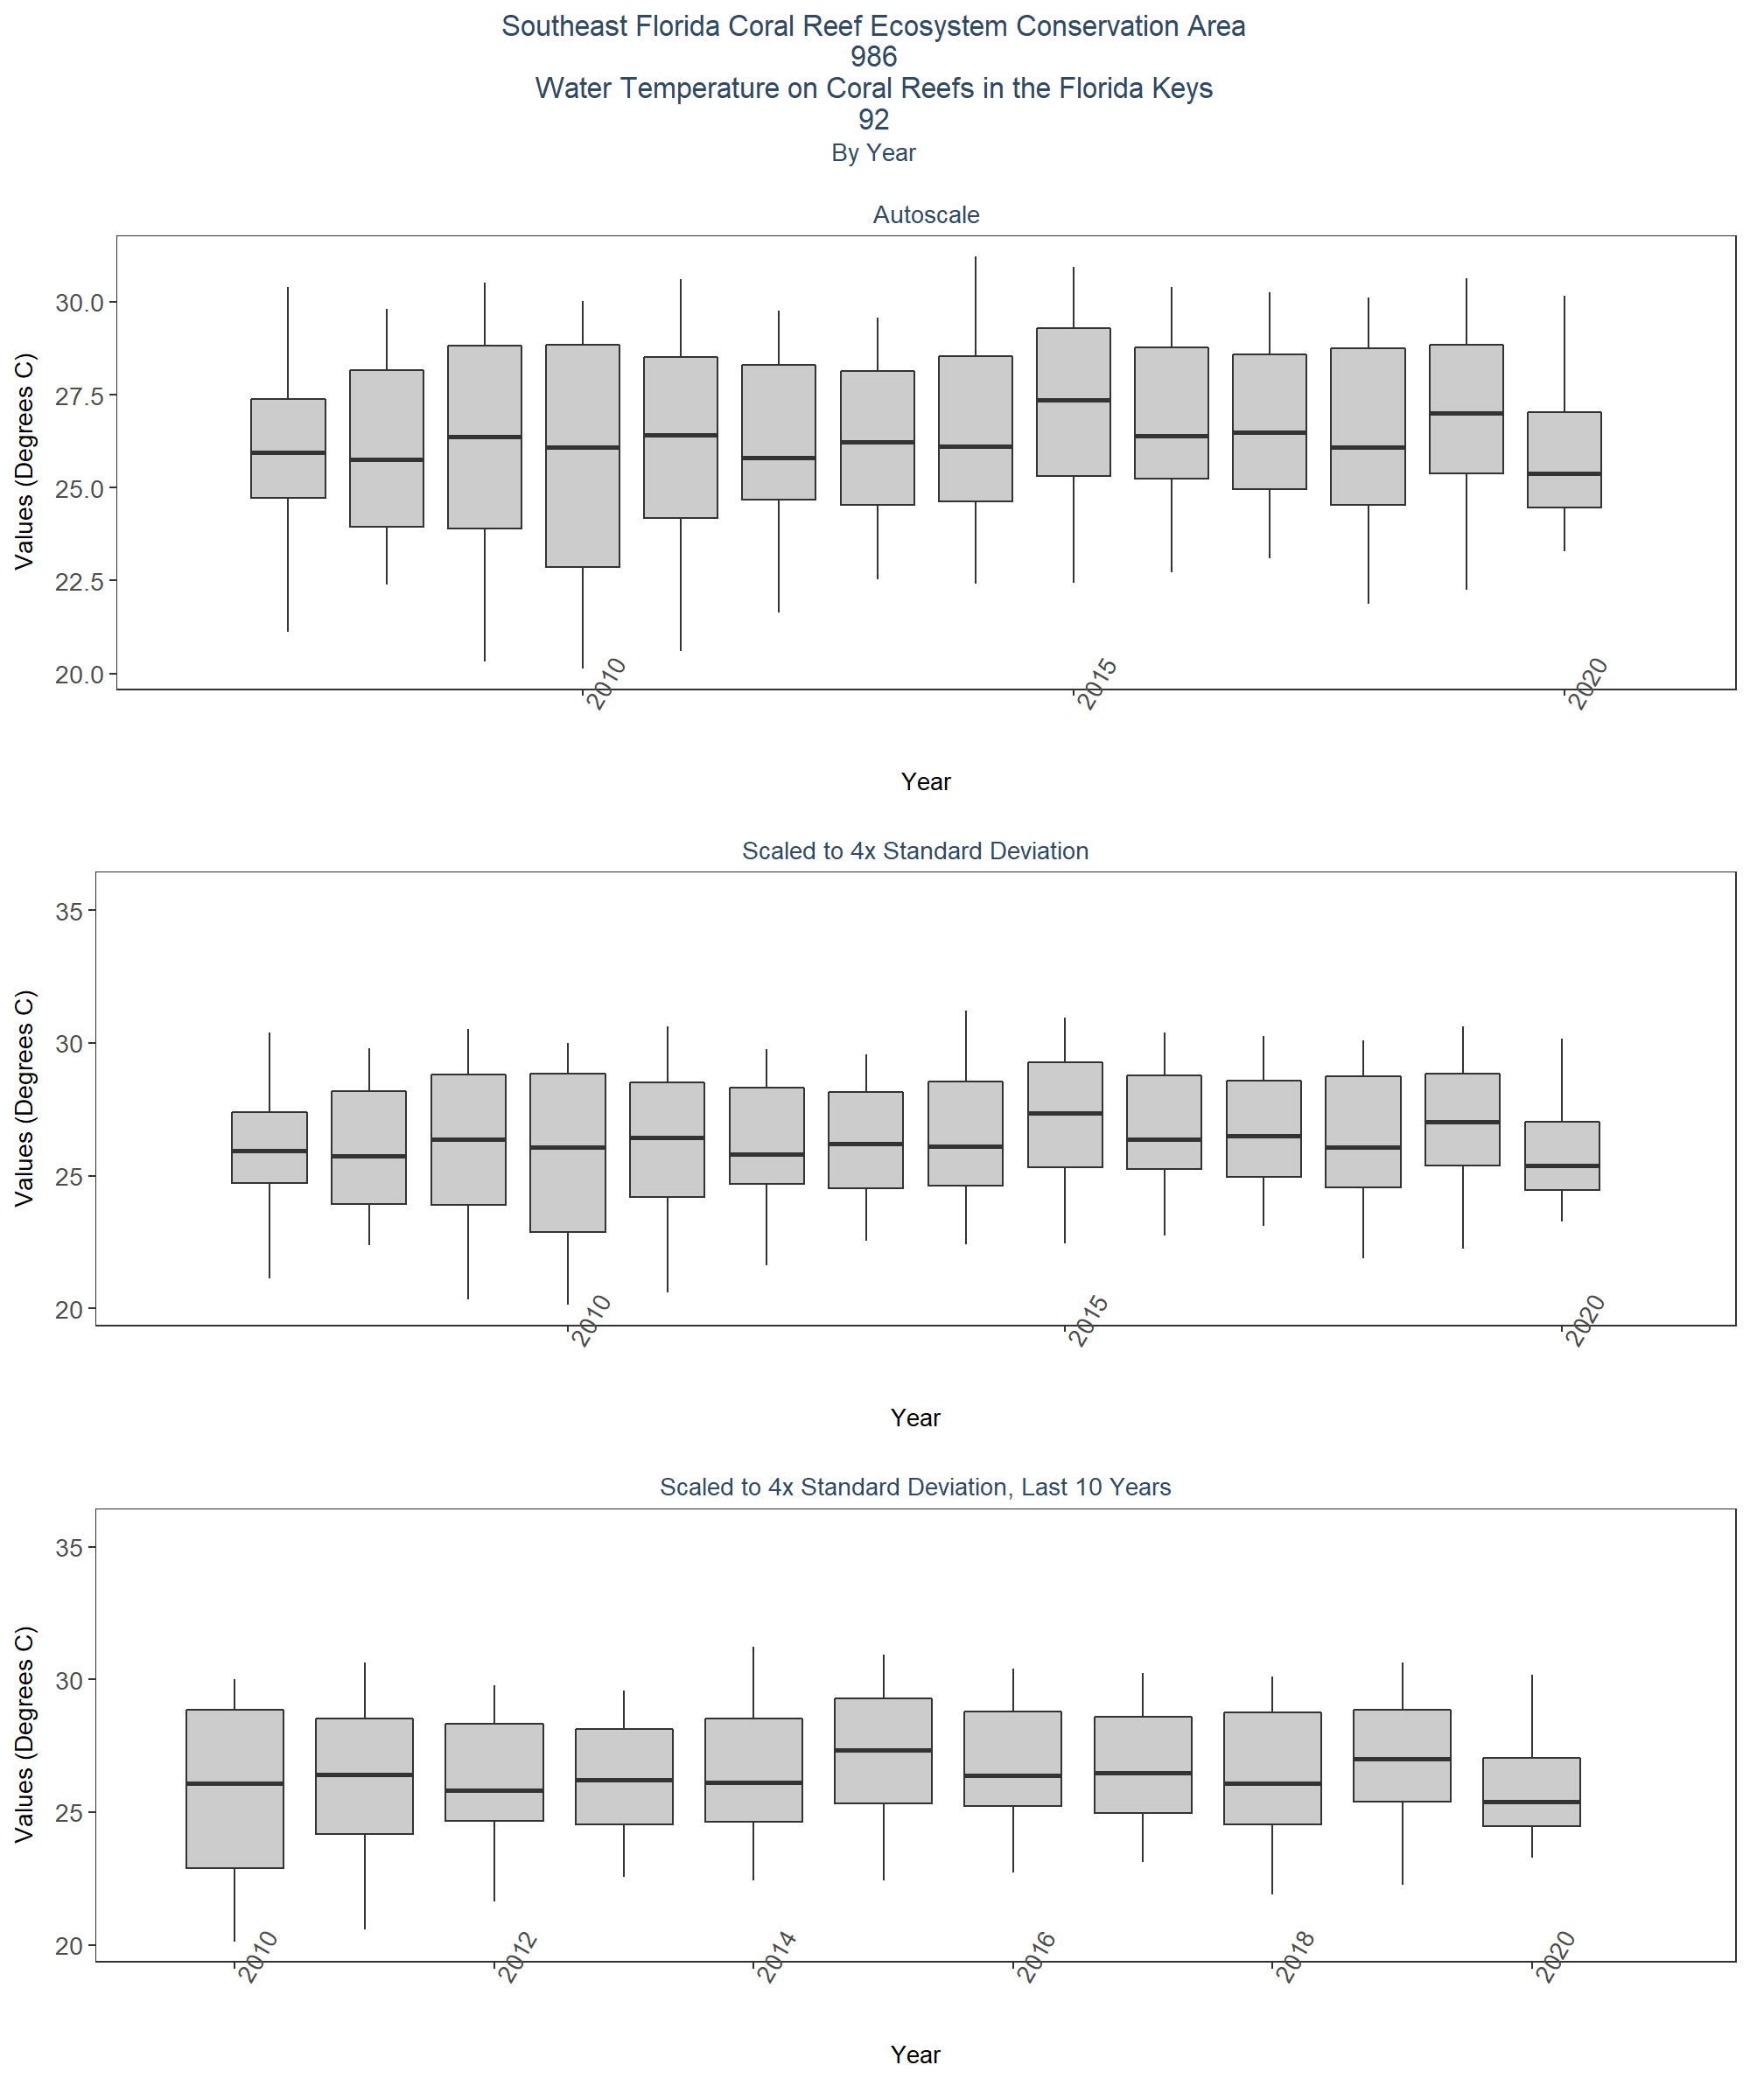 Southeast Florida Coral Reef Ecosystem Conservation Area
986
Water Temperature on Coral Reefs in the Florida Keys
92
By Year
Autoscale
Values (Degrees C)
30.0
27.5
25.0
22.5
20.0
2010
2015
2020
Year
Scaled to 4x Standard Deviation
Values (Degrees C)
35
30
25
20
2010
2015
2020
Year
Scaled to 4x Standard Deviation, Last 10 Years
Values (Degrees C)
35
30
25
20
2010
2012
2014
2016
2018
2020
Year